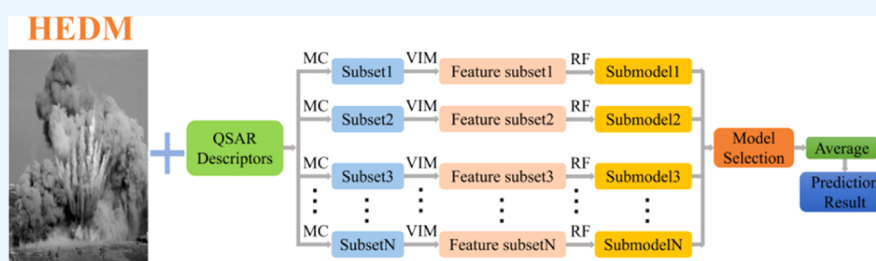 HEDM
QSAR
Descriptors
MC
Subset1
VIM
Feature subset1
RF
Submodel1
MC
Subset2
VIM
Feature subset2
RF
Submodel2
MC
Subset3
VIM
Feature subset3
RF
Submodel3
MC
SubsetN
VIM
Feature subsetN
RF
SubmodelN
Model
Selection
Average
Prediction
Result